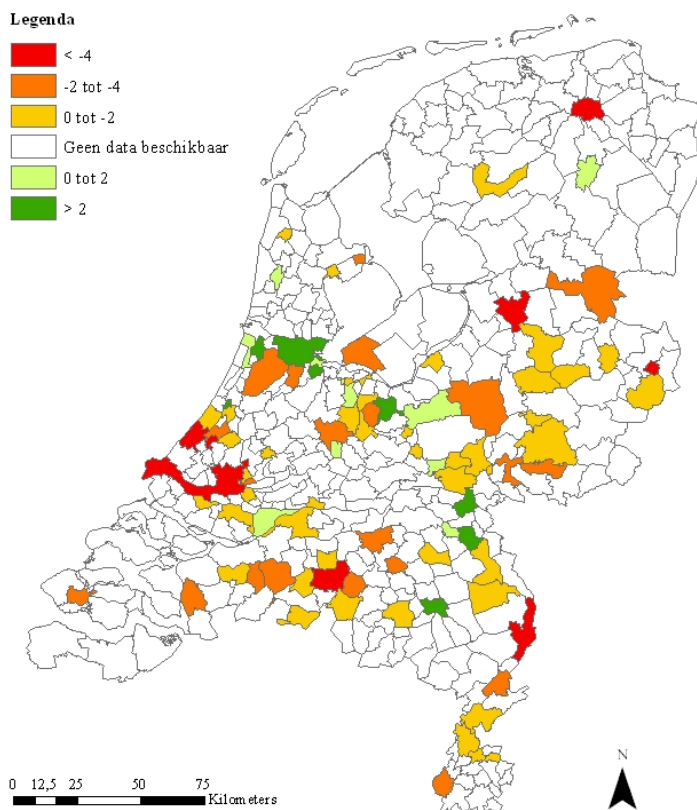 Legenda
< -4
-2 tot -4
0 tot -2
Geen data beschikbaar
0 tot 2
> 2
N
0 12,5 25 50 75
Kilometers